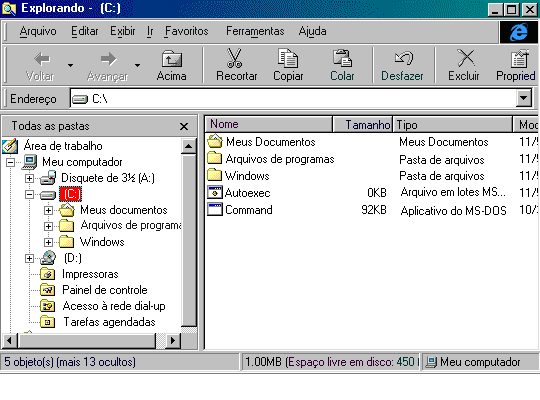 Explorando - (C:)
Arquivo Editar Exibir Ir Favoritos Ferramentas Ajuda
Voltar Avançar Acima Recortar Copiar Colar Desfazer Excluir Propried
Endereço C:\
Todas as pastas
Área de trabalho
Meu computador
Disquete de 3½ (A:)
(C:)
Meus documentos
Arquivos de programa
Windows
(D:)
Impressoras
Painel de controle
Acesso à rede dial-up
Tarefas agendadas
Nome Tamanho Tipo Mod
Meus Documentos Meus Documentos 11/5
Arquivos de programas Pasta de arquivos 11/5
Windows Pasta de arquivos 11/5
Autoexec 0KB Arquivo em lotes MS... 11/5
Command 92KB Aplicativo do MS-DOS 10/3
5 objeto(s) (mais 13 ocultos) 1.00MB (Espaço livre em disco: 450 Meu computador